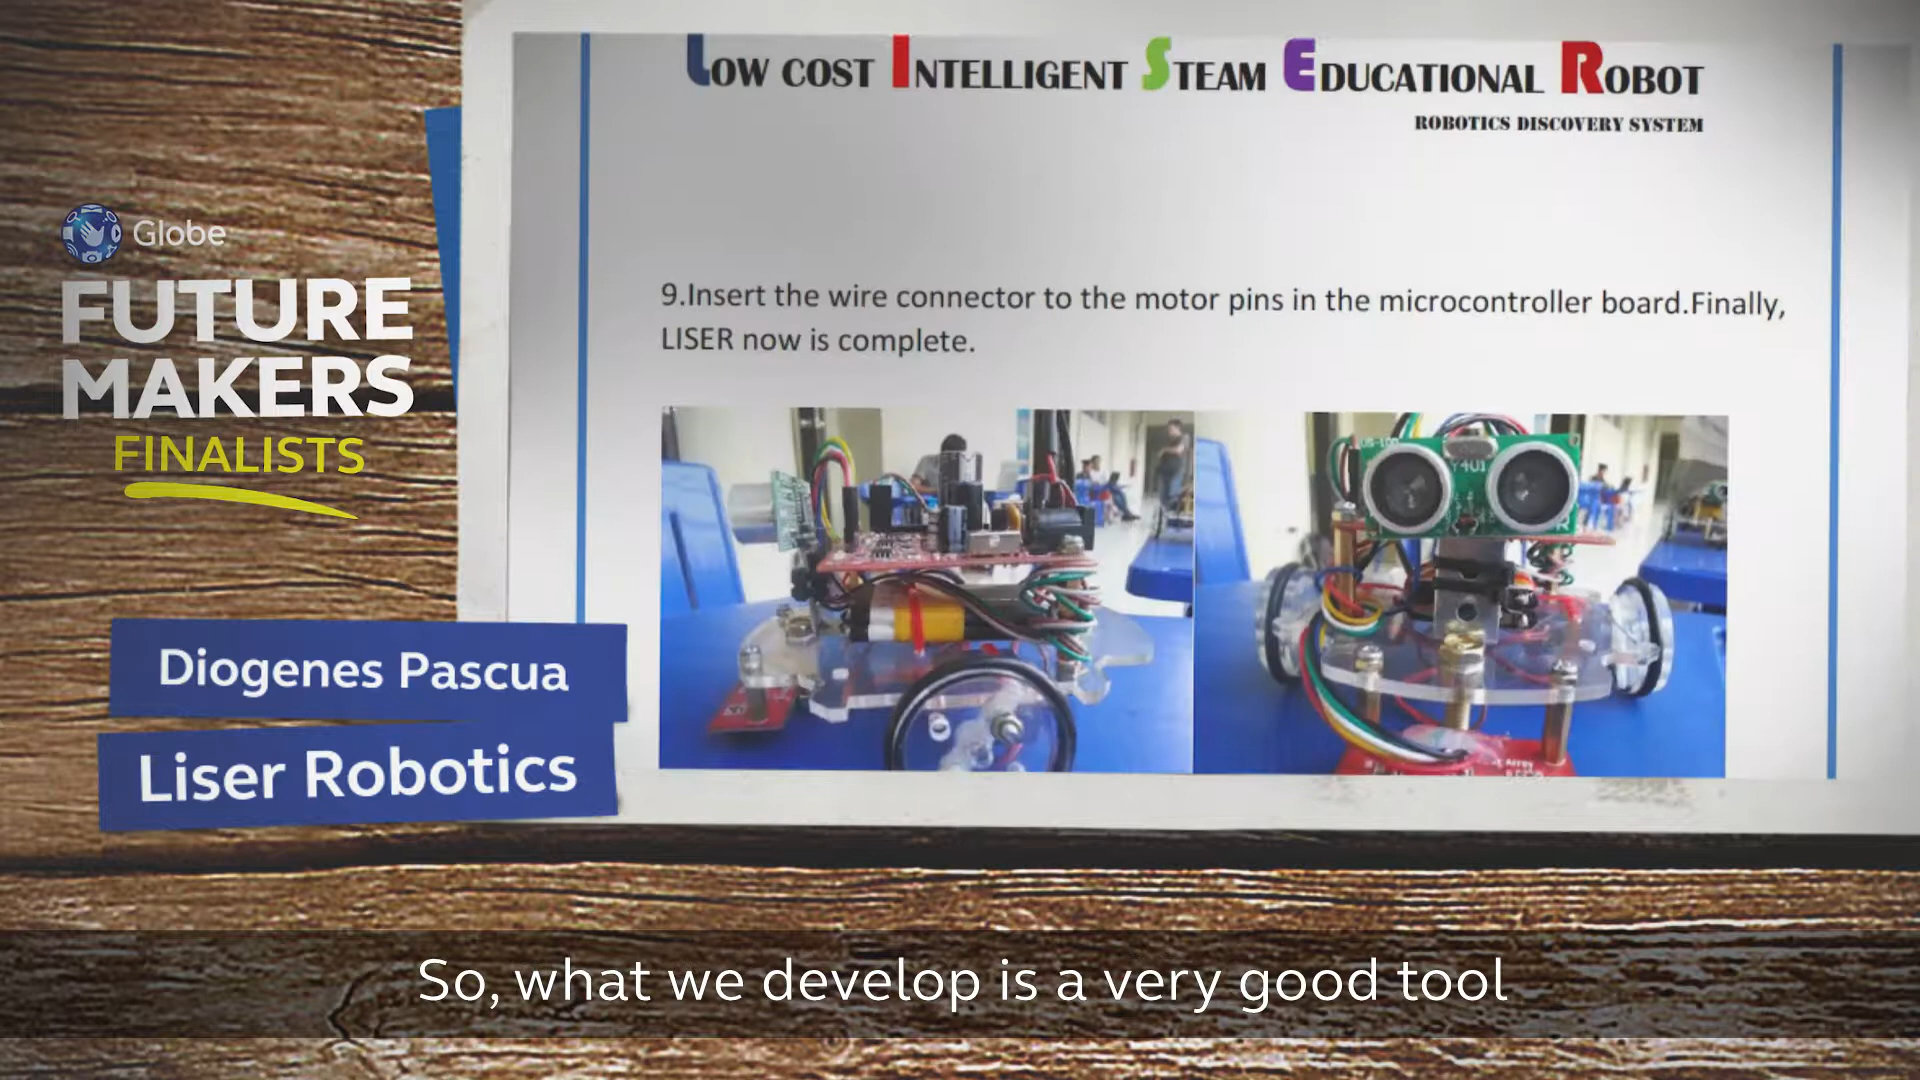 LOW COST INTELLIGENT STEAM EDUCATIONAL ROBOT
ROBOTICS DISCOVERY SYSTEM
Globe
FUTURE
MAKERS
FINALISTS
9.Insert the wire connector to the motor pins in the microcontroller board.Finally,
LISER now is complete.
Y401
Diogenes Pascua
Liser Robotics
So, what we develop is a very good tool